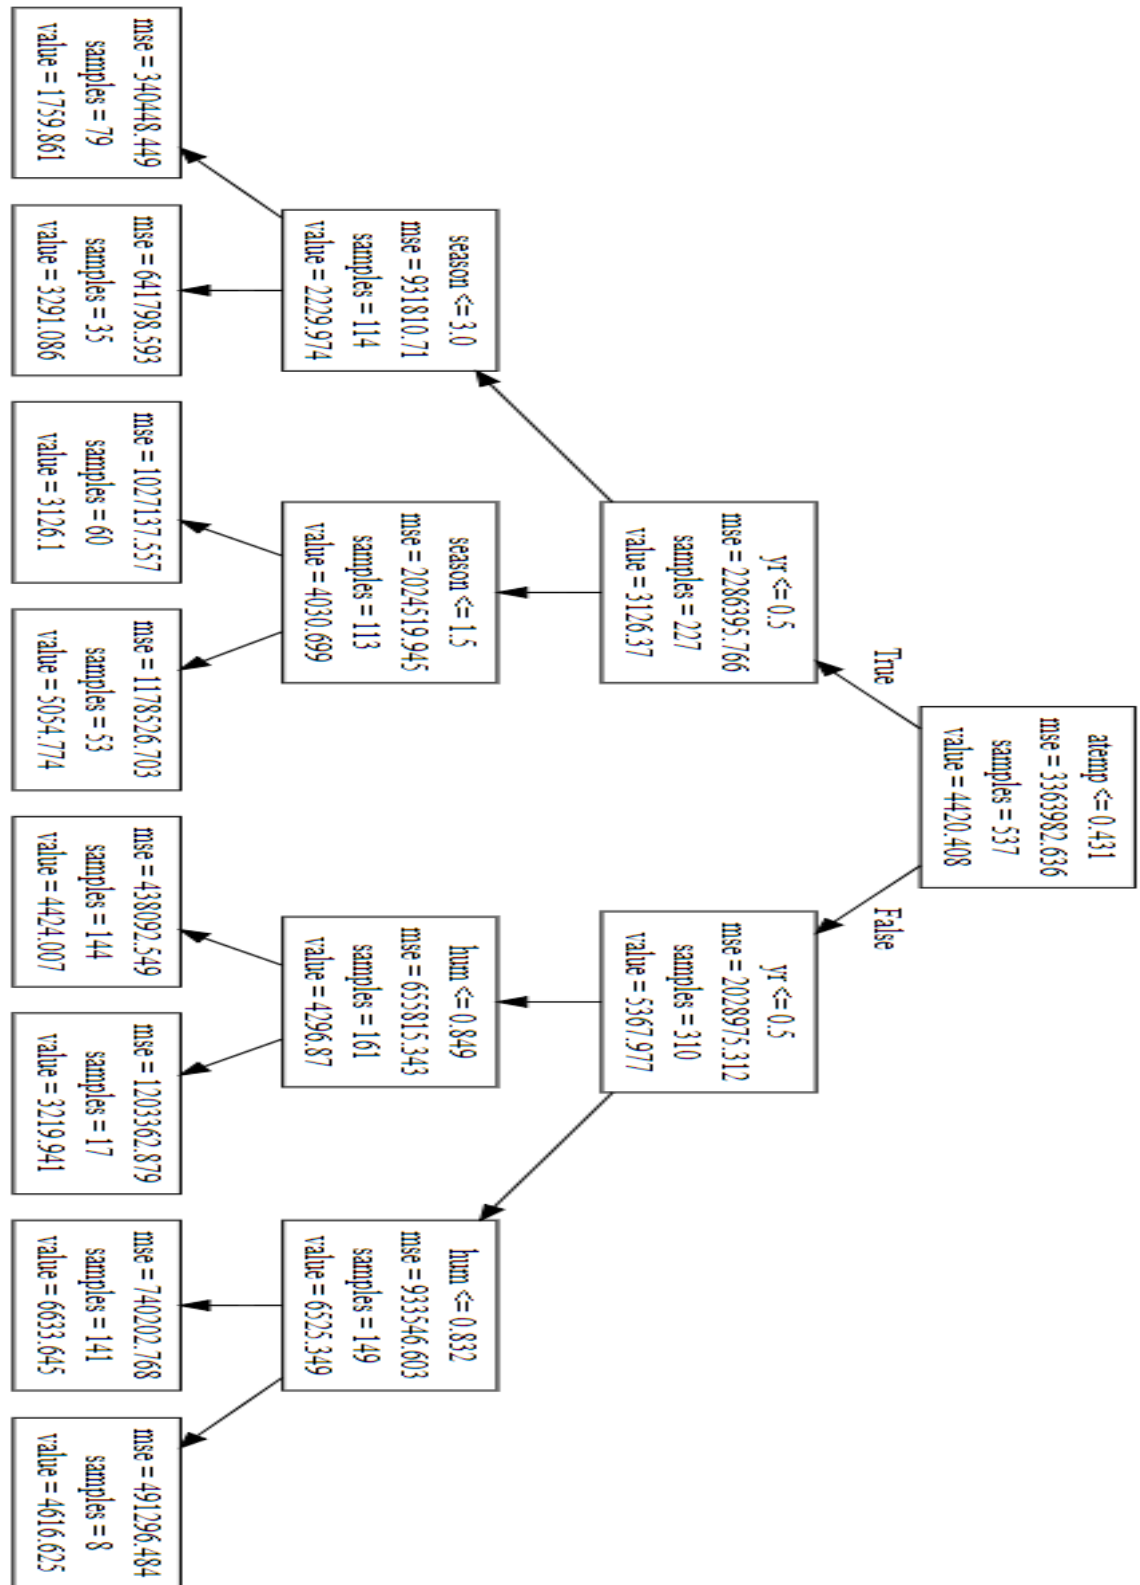 atemp <= 0.431
mse = 3363982.636
samples = 537
value = 4420.408
True
False
yr <= 0.5
mse = 2286395.766
samples = 227
value = 3126.37
yr <= 0.5
mse = 2028975.312
samples = 310
value = 5367.977
season <= 3.0
mse = 931810.71
samples = 114
value = 2229.974
season <= 1.5
mse = 2024519.945
samples = 113
value = 4030.699
hum <= 0.849
mse = 655815.343
samples = 161
value = 4296.87
hum <= 0.832
mse = 933546.603
samples = 149
value = 6525.349
mse = 340448.449
samples = 79
value = 1759.861
mse = 641798.593
samples = 35
value = 3291.086
mse = 1027137.557
samples = 60
value = 3126.1
mse = 1178526.703
samples = 53
value = 5054.774
mse = 438092.549
samples = 144
value = 4424.007
mse = 1203362.879
samples = 17
value = 3219.941
mse = 740202.768
samples = 141
value = 6633.645
mse = 491296.484
samples = 8
value = 4616.625